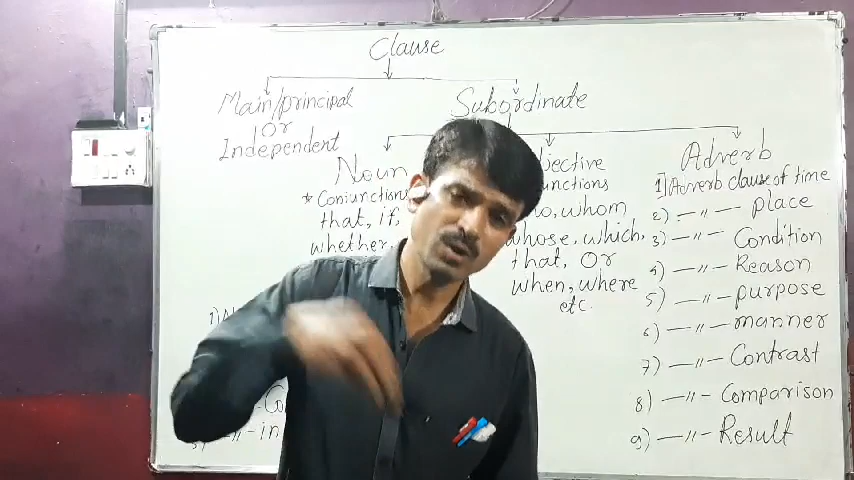 Clause
Main/principal
Or
Independent
Subordinate
Noun
* Conjunctions
that, if,
whether,
whom
whose, which,
that, Or
when, where
etc.
Adverb
1] Adverb clause of time
2) — 〃 — place
3) — 〃 — Condition
4) — 〃 — Reason
5) — 〃 — purpose
6) — 〃 — manner
7) — 〃 — Contrast
8) — 〃 — Comparison
9) — 〃 — Result